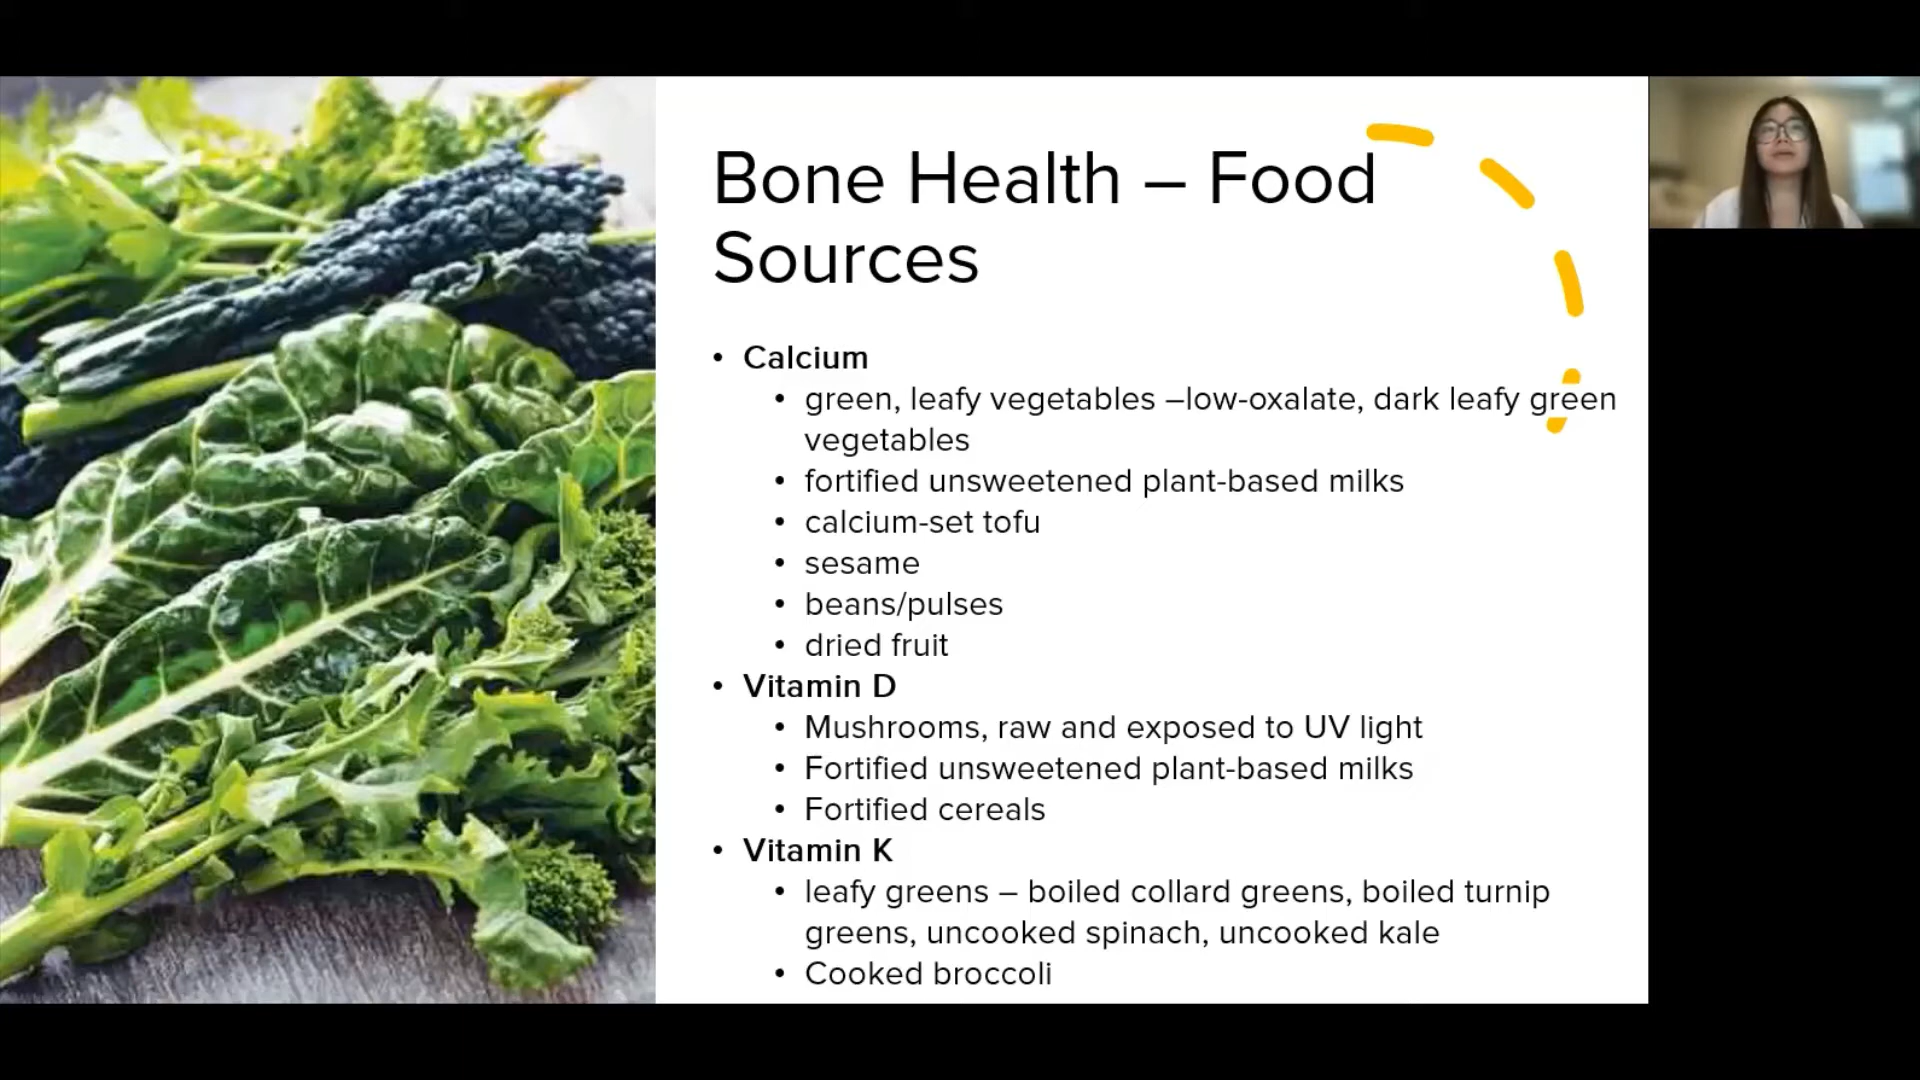 Bone Health – Food
Sources
• Calcium
• green, leafy vegetables –low-oxalate, dark leafy green
vegetables
• fortified unsweetened plant-based milks
• calcium-set tofu
• sesame
• beans/pulses
• dried fruit
• Vitamin D
• Mushrooms, raw and exposed to UV light
• Fortified unsweetened plant-based milks
• Fortified cereals
• Vitamin K
• leafy greens – boiled collard greens, boiled turnip
greens, uncooked spinach, uncooked kale
• Cooked broccoli